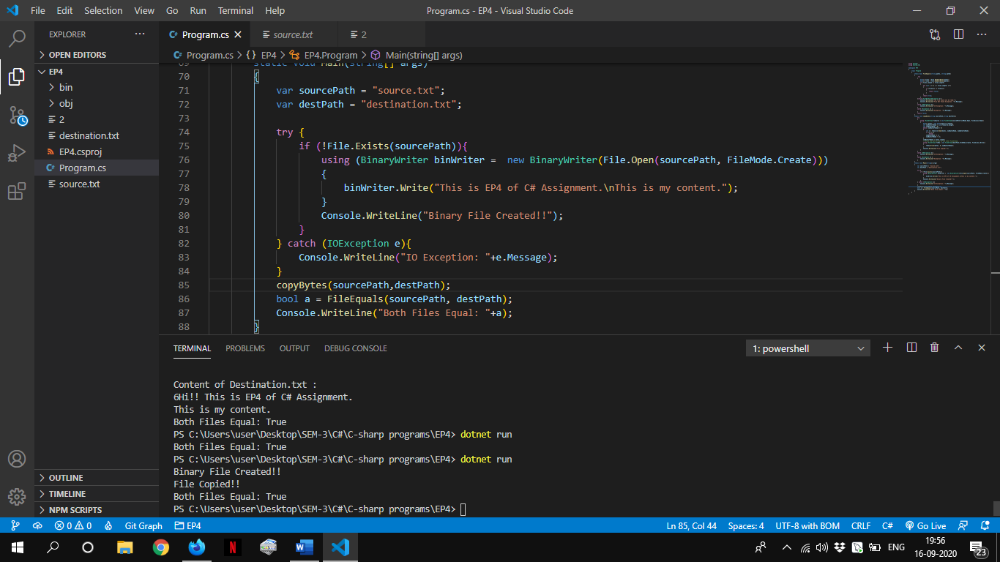 File Edit Selection View Go Run Terminal Help Program.cs - EP4 - Visual Studio Code
EXPLORER
OPEN EDITORS
EP4
bin
obj
2
destination.txt
EP4.csproj
Program.cs
source.txt
OUTLINE
TIMELINE
NPM SCRIPTS
Program.cs source.txt 2
Program.cs > {} EP4 > EP4.Program > Main(string[] args)
69 static void Main(string[] args)
70 {
71 var sourcePath = "source.txt";
72 var destPath = "destination.txt";
73
74 try {
75 if (!File.Exists(sourcePath)){
76 using (BinaryWriter binWriter =  new BinaryWriter(File.Open(sourcePath, FileMode.Create)))
77 {
78 binWriter.Write("This is EP4 of C# Assignment.\nThis is my content.");
79 }
80 Console.WriteLine("Binary File Created!!");
81 }
82 } catch (IOException e){
83 Console.WriteLine("IO Exception: "+e.Message);
84 }
85 copyBytes(sourcePath,destPath);
86 bool a = FileEquals(sourcePath, destPath);
87 Console.WriteLine("Both Files Equal: "+a);
88 }
TERMINAL PROBLEMS OUTPUT DEBUG CONSOLE 1: powershell
Content of Destination.txt :
6Hi!! This is EP4 of C# Assignment.
This is my content.
Both Files Equal: True
PS C:\Users\user\Desktop\SEM-3\C#\C-sharp programs\EP4> dotnet run
Both Files Equal: True
PS C:\Users\user\Desktop\SEM-3\C#\C-sharp programs\EP4> dotnet run
Binary File Created!!
File Copied!!
Both Files Equal: True
PS C:\Users\user\Desktop\SEM-3\C#\C-sharp programs\EP4>
0 0 Git Graph EP4 Ln 85, Col 44 Spaces: 4 UTF-8 with BOM CRLF C# Go Live
ENG 19:56
16-09-2020 23